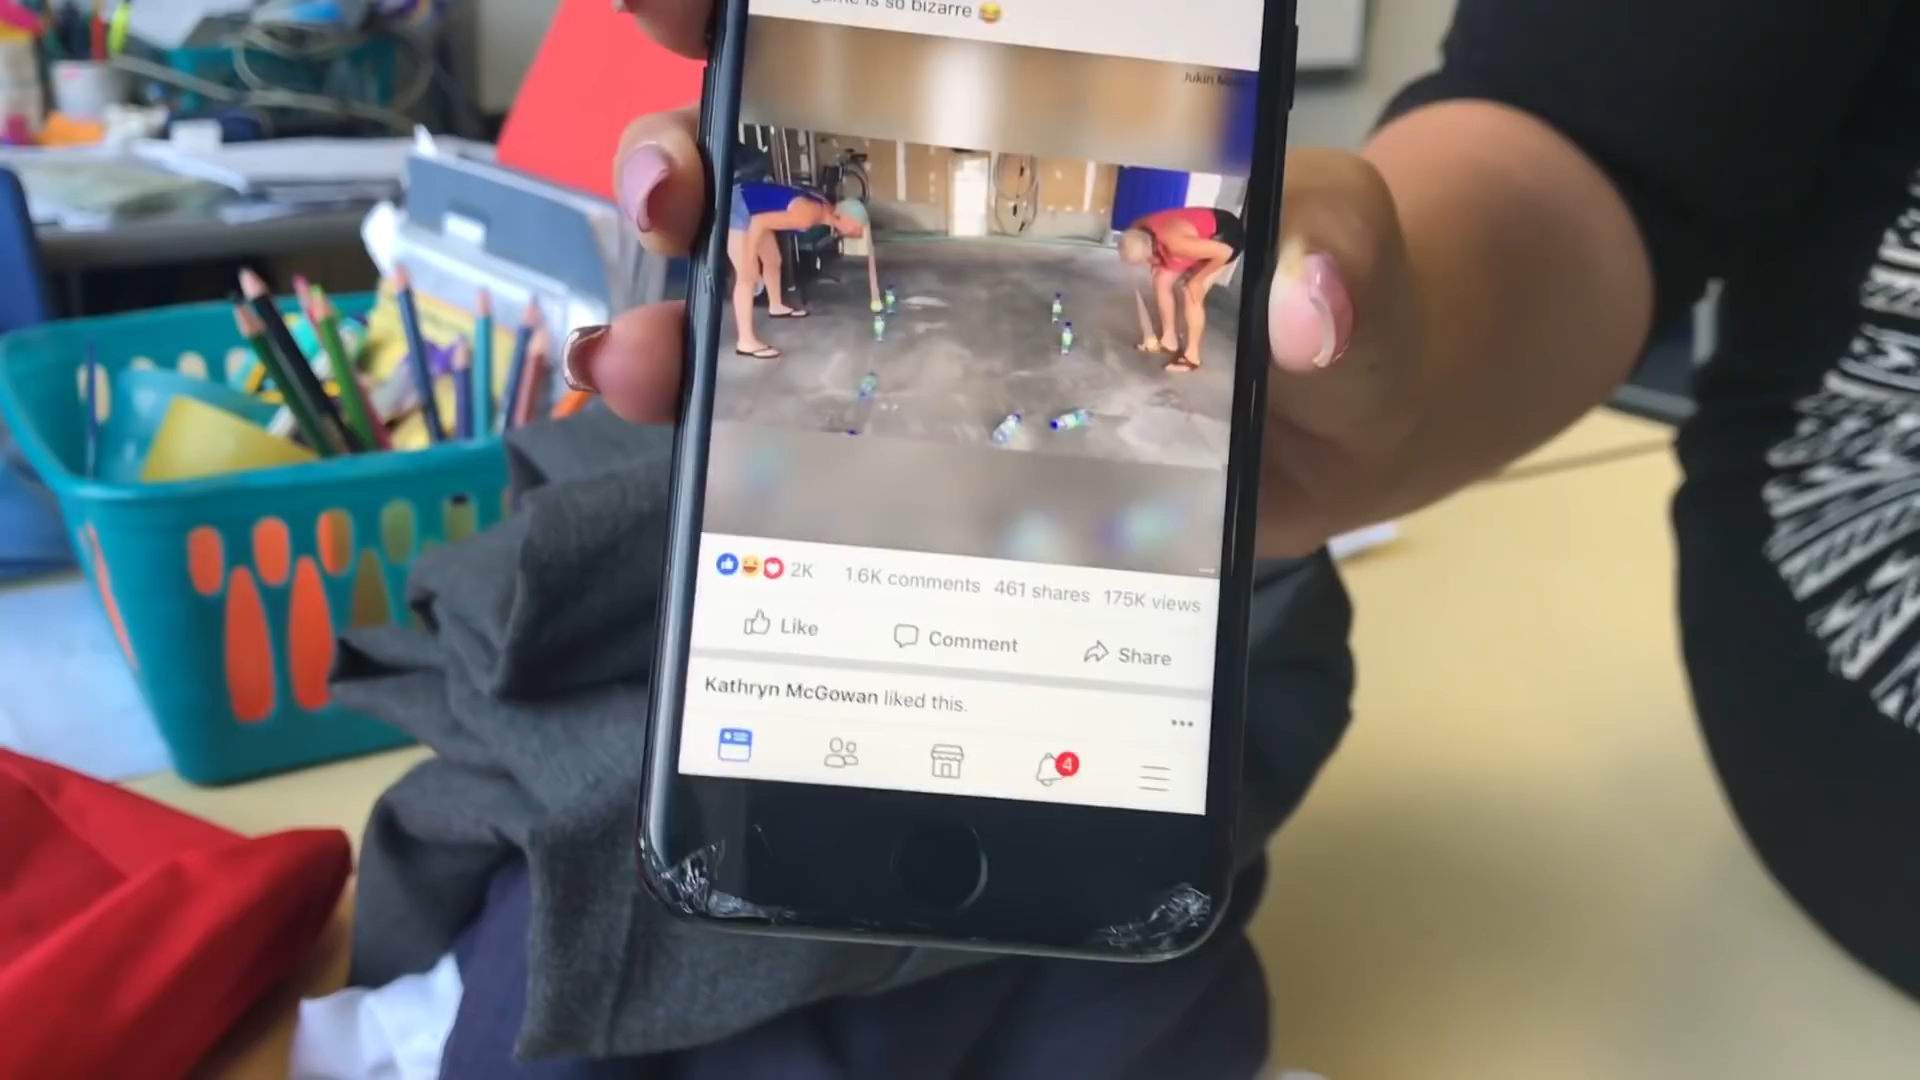 is so bizarre 😂
Jukin
2K 1.6K comments 461 shares 175K views
Like Comment Share
Kathryn McGowan liked this.
4